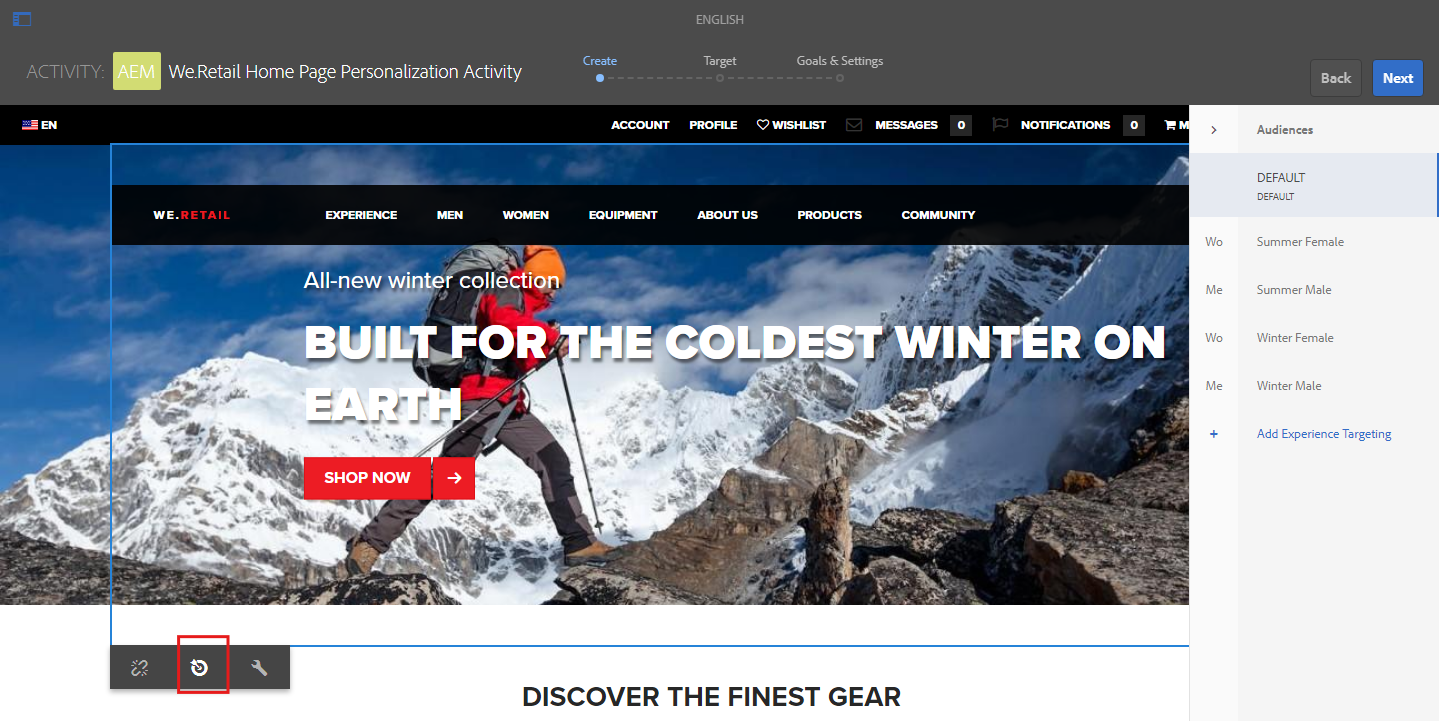 ENGLISH
ACTIVITY: AEM We.Retail Home Page Personalization Activity
Create Target Goals & Settings
Back Next
EN ACCOUNT PROFILE WISHLIST MESSAGES 0 NOTIFICATIONS 0 M
Audiences
DEFAULT
DEFAULT
WE.RETAIL EXPERIENCE MEN WOMEN EQUIPMENT ABOUT US PRODUCTS COMMUNITY
Wo Summer Female
All-new winter collection
Me Summer Male
BUILT FOR THE COLDEST WINTER ON
EARTH
Wo Winter Female
Me Winter Male
+ Add Experience Targeting
SHOP NOW
DISCOVER THE FINEST GEAR